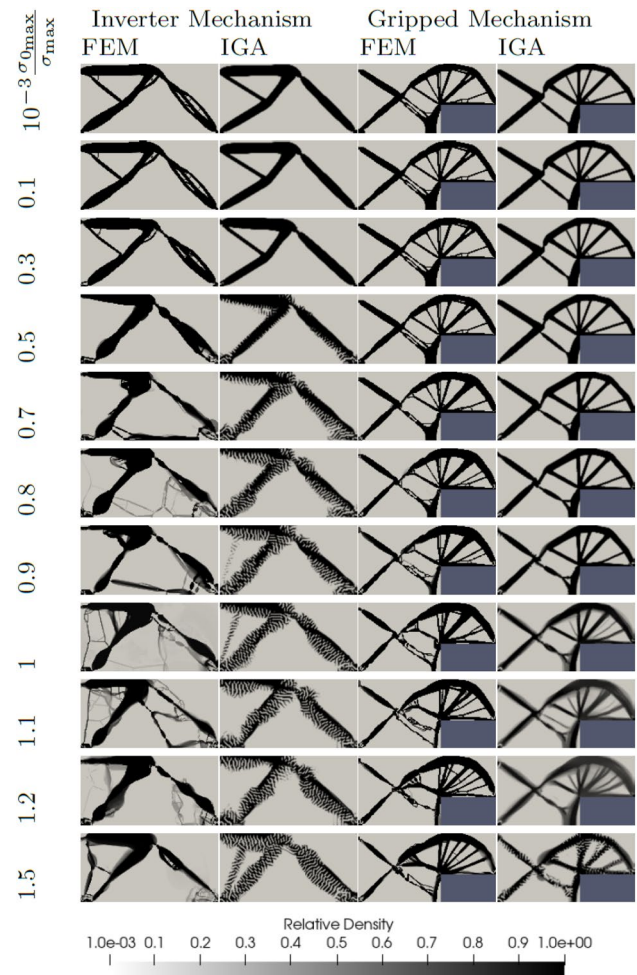 Inverter Mechanism Gripped Mechanism
FEM IGA FEM IGA
10⁻³ σ₀max/σmax
0.1
0.3
0.5
0.7
0.8
0.9
1
1.1
1.2
1.5
Relative Density
1.0e-03 0.1 0.2 0.3 0.4 0.5 0.6 0.7 0.8 0.9 1.0e+00